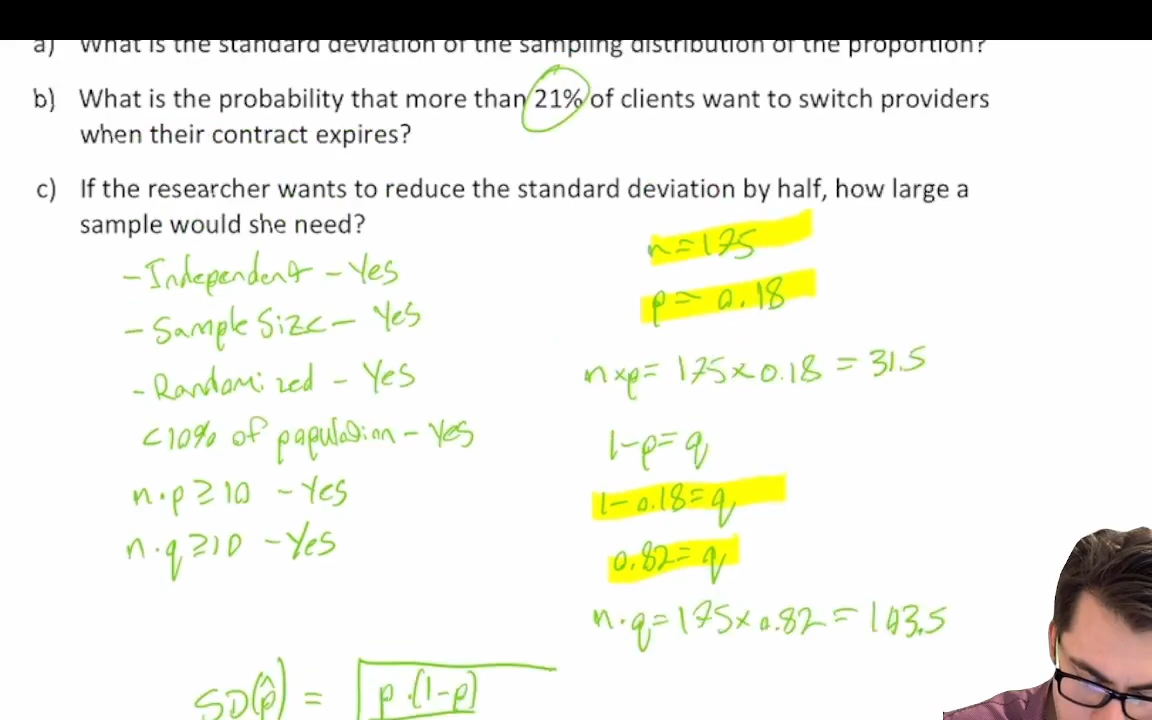 a) What is the standard deviation of the sampling distribution of the proportion?
b) What is the probability that more than 21% of clients want to switch providers
when their contract expires?
c) If the researcher wants to reduce the standard deviation by half, how large a
sample would she need?
- Independent - Yes
- Sample Size - Yes
- Randomized - Yes
<10% of population - Yes
n·p ≥ 10 - Yes
n·q ≥ 10 - Yes
n = 175
p = 0.18
n×p = 175×0.18 = 31.5
1-p = q
1-0.18 = q
0.82 = q
n·q = 175×0.82 = 143.5
SD(p̂) = √p·(1-p)